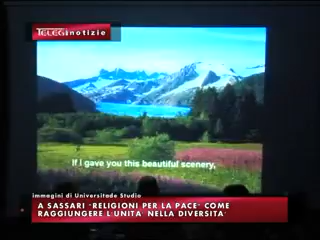 TELEGInotizie
If I gave you this beautiful scenery,
immagini di Universitade Studio
A SASSARI "RELIGIONI PER LA PACE" COME
RAGGIUNGERE L'UNITA' NELLA DIVERSITA'